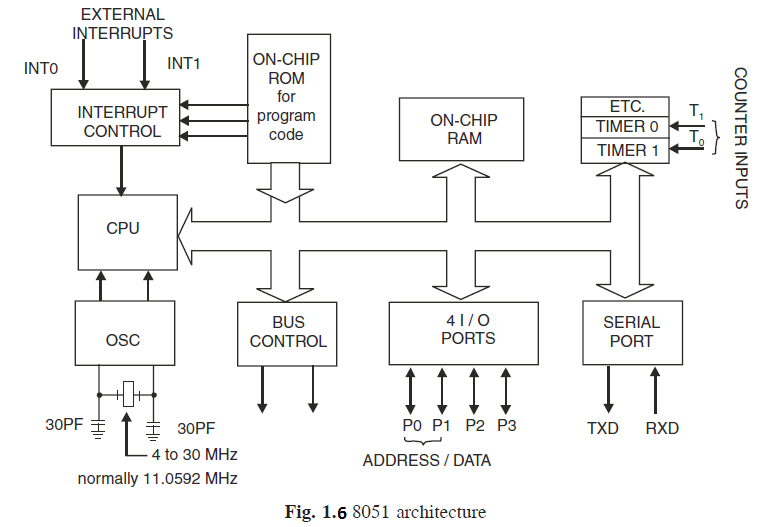 EXTERNAL
INTERRUPTS
INT0
INT1
ON-CHIP
ROM
for
program
code
INTERRUPT
CONTROL
ON-CHIP
RAM
ETC.
TIMER 0
TIMER 1
T1
T0
COUNTER INPUTS
CPU
OSC
BUS
CONTROL
4 I / O
PORTS
SERIAL
PORT
30PF
30PF
4 to 30 MHz
normally 11.0592 MHz
P0 P1 P2 P3
ADDRESS / DATA
TXD
RXD
Fig. 1.6 8051 architecture